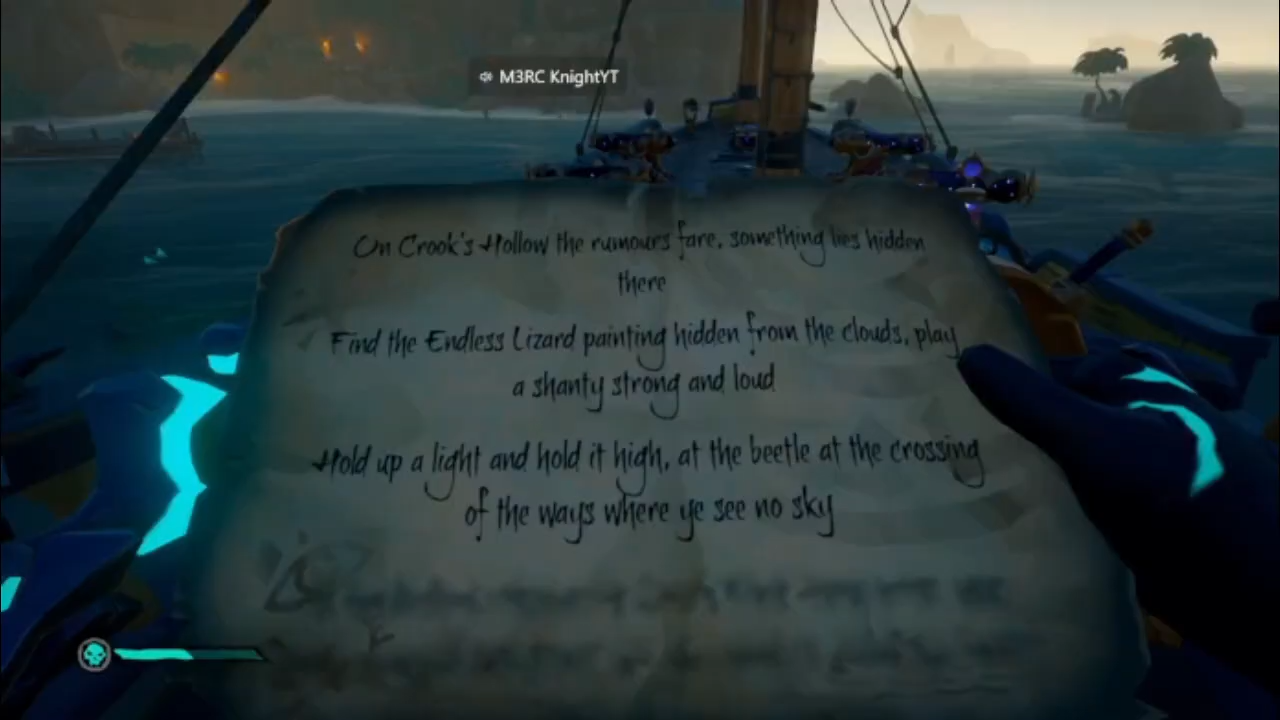 M3RC KnightYT
On Crook's Hollow the rumours fare, something lies hidden
there
Find the Endless Lizard painting hidden from the clouds, play
a shanty strong and loud
Hold up a light and hold it high, at the beetle at the crossing
of the ways where ye see no sky